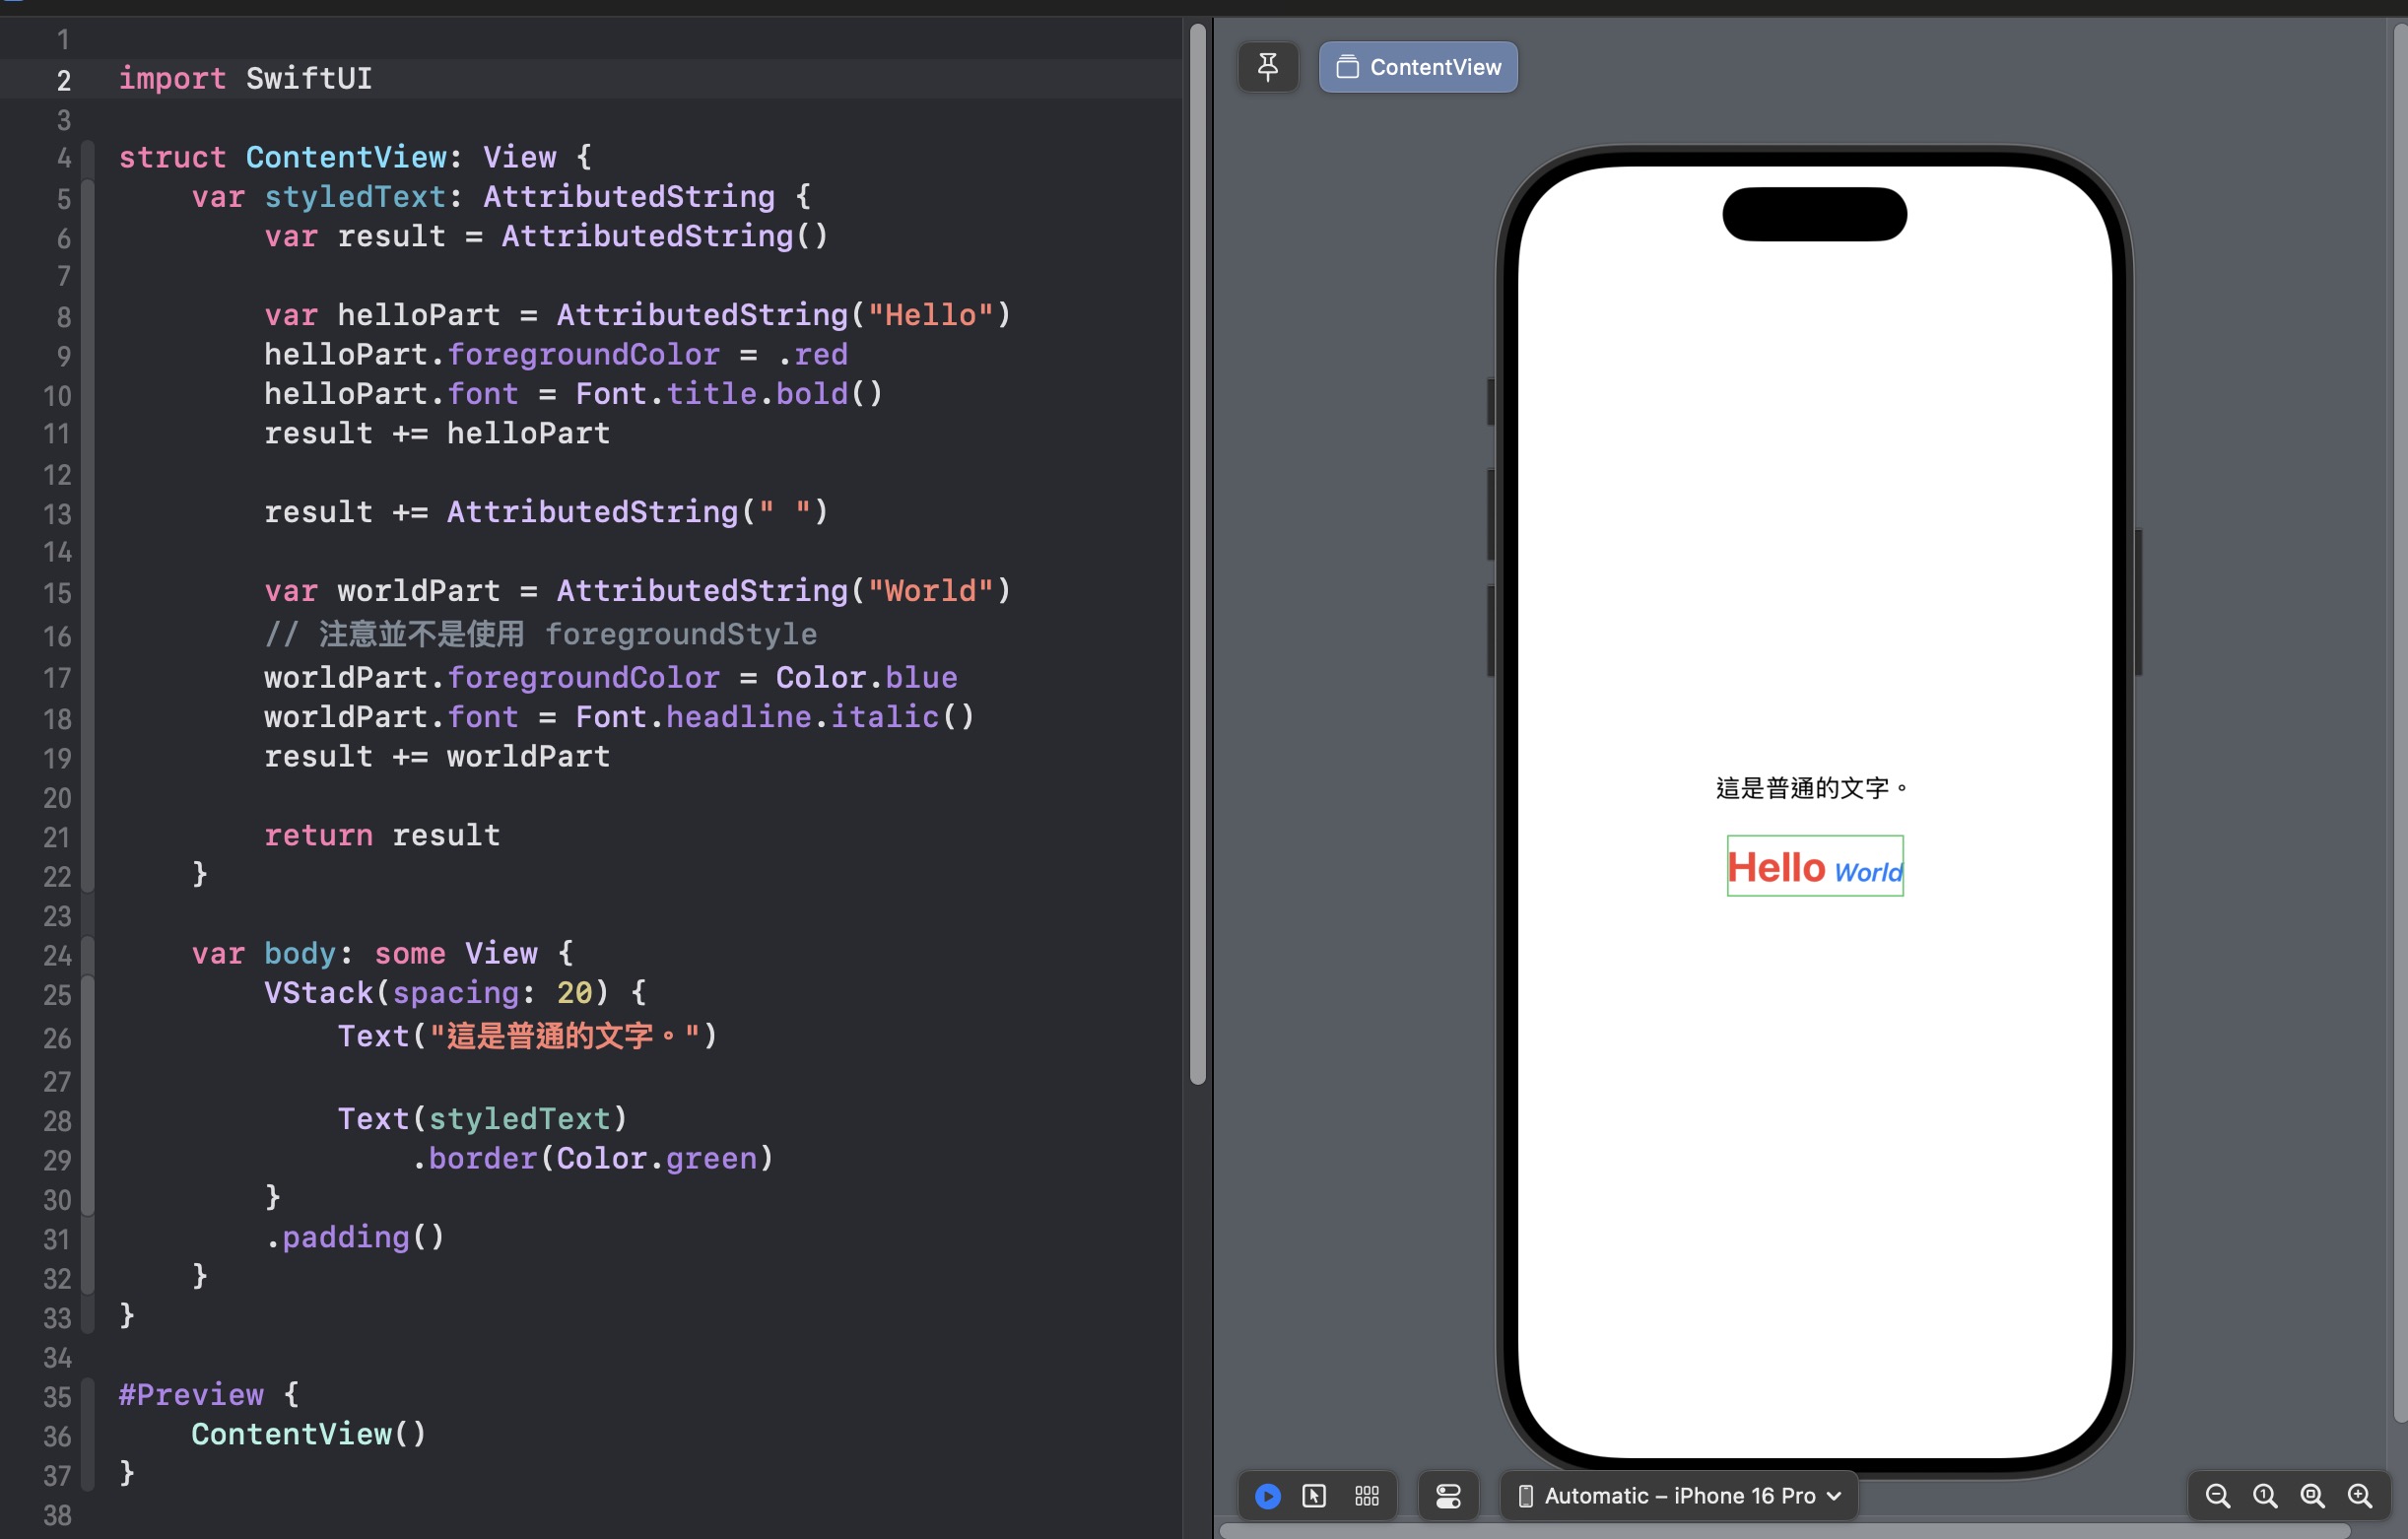 1
2 import SwiftUI
3
4 struct ContentView: View {
5 var styledText: AttributedString {
6 var result = AttributedString()
7
8 var helloPart = AttributedString("Hello")
9 helloPart.foregroundColor = .red
10 helloPart.font = Font.title.bold()
11 result += helloPart
12
13 result += AttributedString(" ")
14
15 var worldPart = AttributedString("World")
16 // 注意並不是使用 foregroundStyle
17 worldPart.foregroundColor = Color.blue
18 worldPart.font = Font.headline.italic()
19 result += worldPart
20
21 return result
22 }
23
24 var body: some View {
25 VStack(spacing: 20) {
26 Text("這是普通的文字。")
27
28 Text(styledText)
29 .border(Color.green)
30 }
31 .padding()
32 }
33 }
34
35 #Preview {
36 ContentView()
37 }
38
ContentView
這是普通的文字。
Hello World
Automatic – iPhone 16 Pro